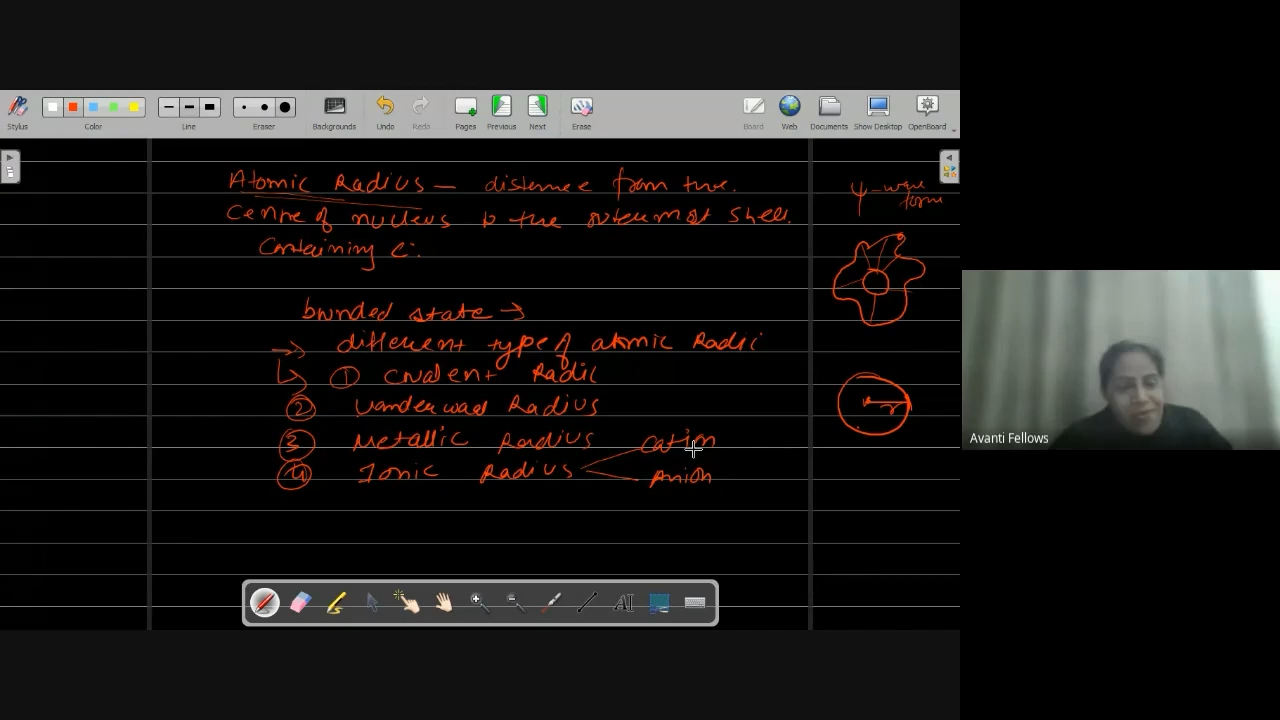 Stylus Color Line Eraser Backgrounds Undo Redo Pages Previous Next Erase Board Web Documents Show Desktop OpenBoard
Atomic Radius — distance from the
Centre of nucleus to the outermost shell
Containing e-
ψ-wave
form
bonded state →
different type of atomic Radii
① Covalent Radii
② Vanderwaal Radius
③ Metallic Radius
④ Ionic Radius
Cation
Anion
r
Avanti Fellows